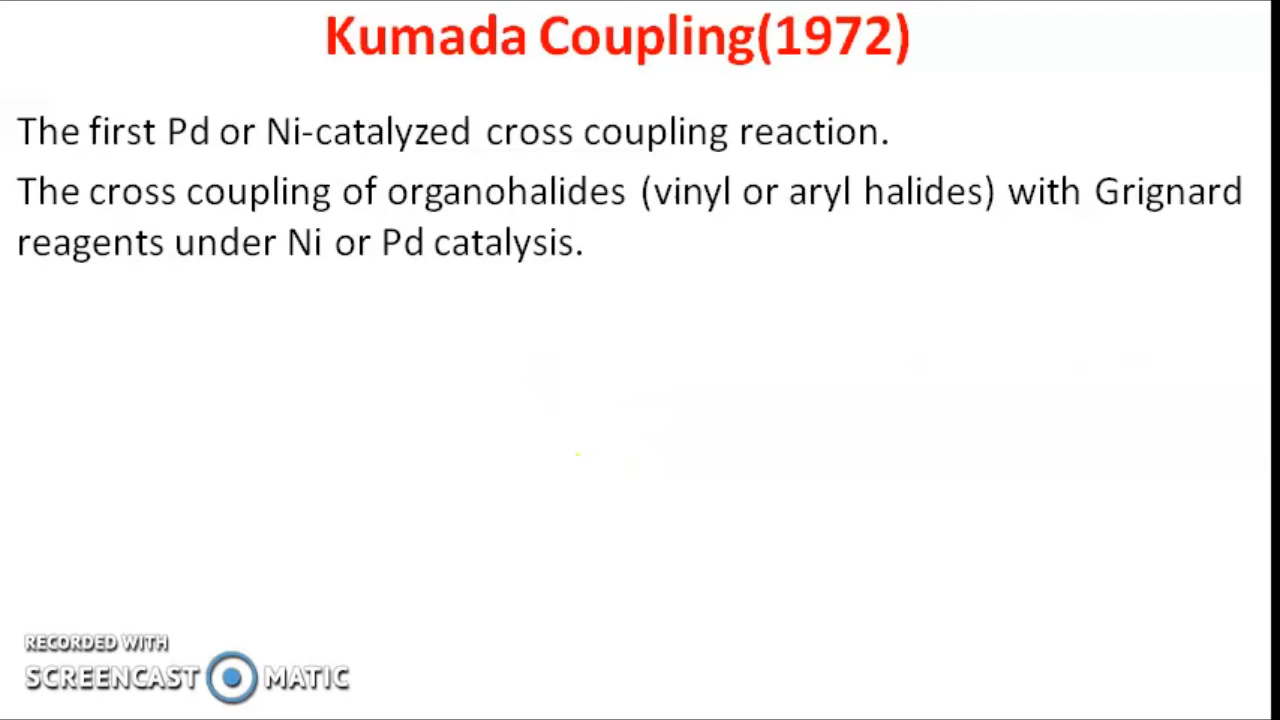 Kumada Coupling(1972)
The first Pd or Ni-catalyzed cross coupling reaction.
The cross coupling of organohalides (vinyl or aryl halides) with Grignard
reagents under Ni or Pd catalysis.
RECORDED WITH
SCREENCAST MATIC